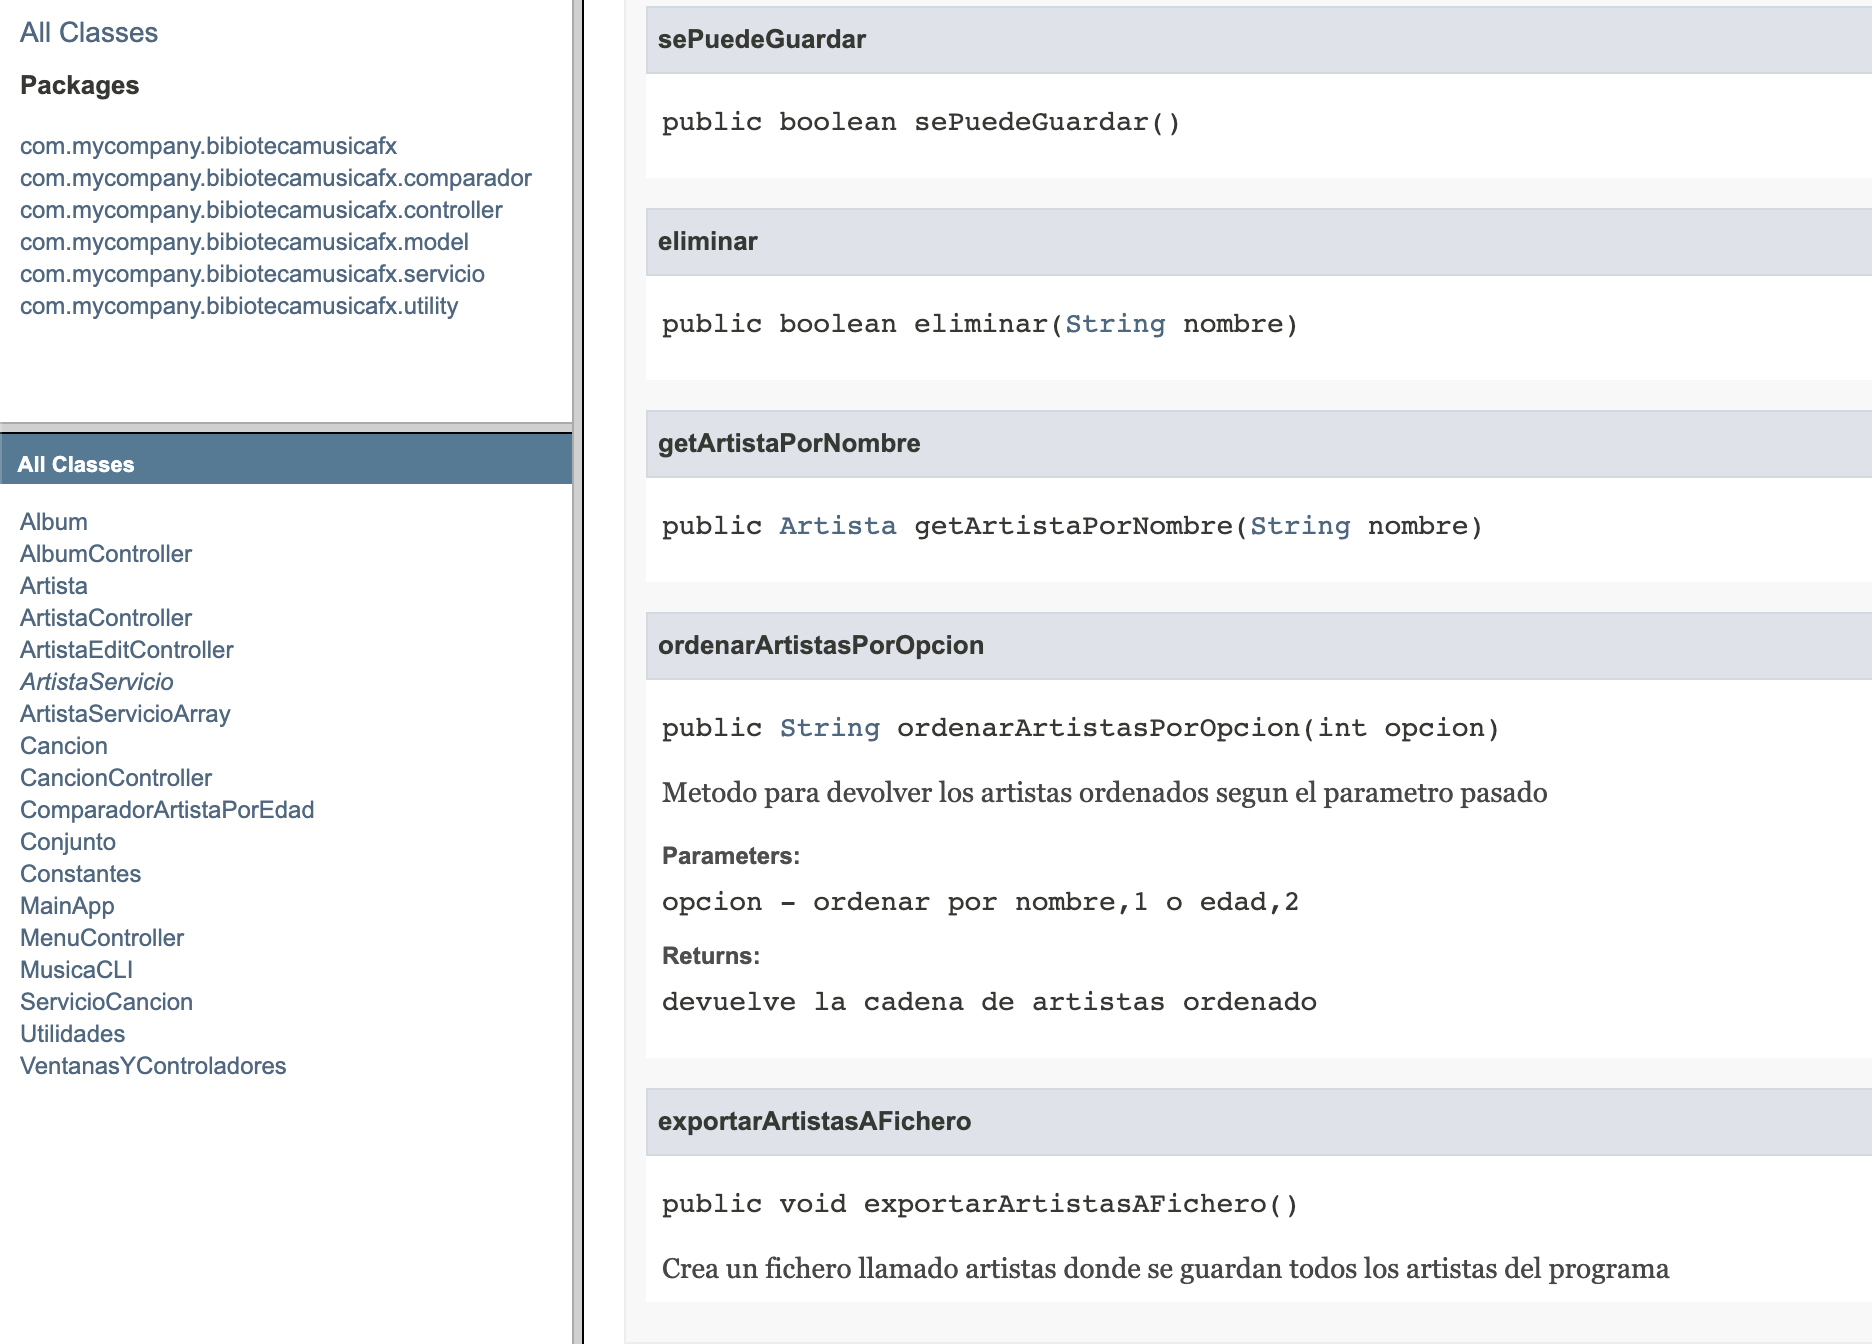 All Classes
Packages
com.mycompany.bibiotecamusicafx
com.mycompany.bibiotecamusicafx.comparador
com.mycompany.bibiotecamusicafx.controller
com.mycompany.bibiotecamusicafx.model
com.mycompany.bibiotecamusicafx.servicio
com.mycompany.bibiotecamusicafx.utility
All Classes
Album
AlbumController
Artista
ArtistaController
ArtistaEditController
ArtistaServicio
ArtistaServicioArray
Cancion
CancionController
ComparadorArtistaPorEdad
Conjunto
Constantes
MainApp
MenuController
MusicaCLI
ServicioCancion
Utilidades
VentanasYControladores
sePuedeGuardar
public boolean sePuedeGuardar()
eliminar
public boolean eliminar(String nombre)
getArtistaPorNombre
public Artista getArtistaPorNombre(String nombre)
ordenarArtistasPorOpcion
public String ordenarArtistasPorOpcion(int opcion)
Metodo para devolver los artistas ordenados segun el parametro pasado
Parameters:
opcion - ordenar por nombre,1 o edad,2
Returns:
devuelve la cadena de artistas ordenado
exportarArtistasAFichero
public void exportarArtistasAFichero()
Crea un fichero llamado artistas donde se guardan todos los artistas del programa